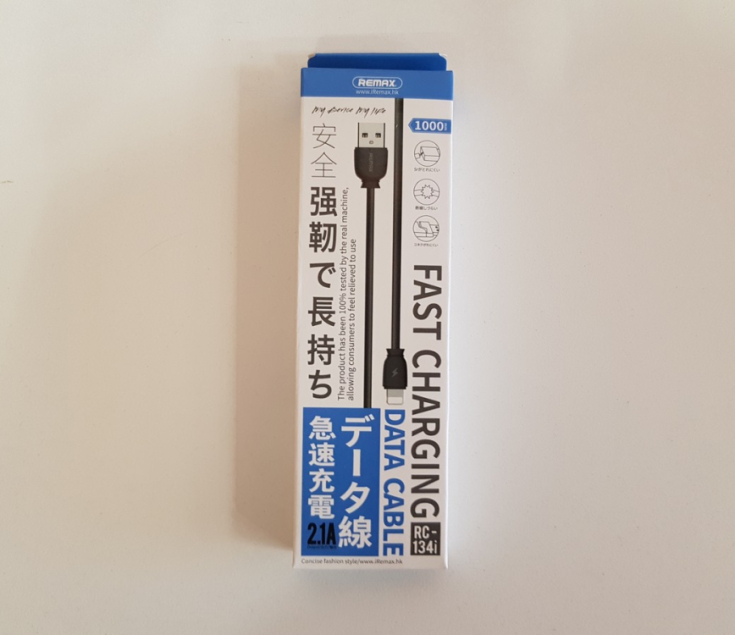 REMAX
www.iRemax.hk
My device My life
1000
安全
强靭で長持ち
The product has been 100% tested by the real machine,
allowing consumers to feel relieved to use
FAST CHARGING
DATA CABLE
データ線
急速充電
2.1A
RC-
134i
Concise fashion style/www.iRemax.hk